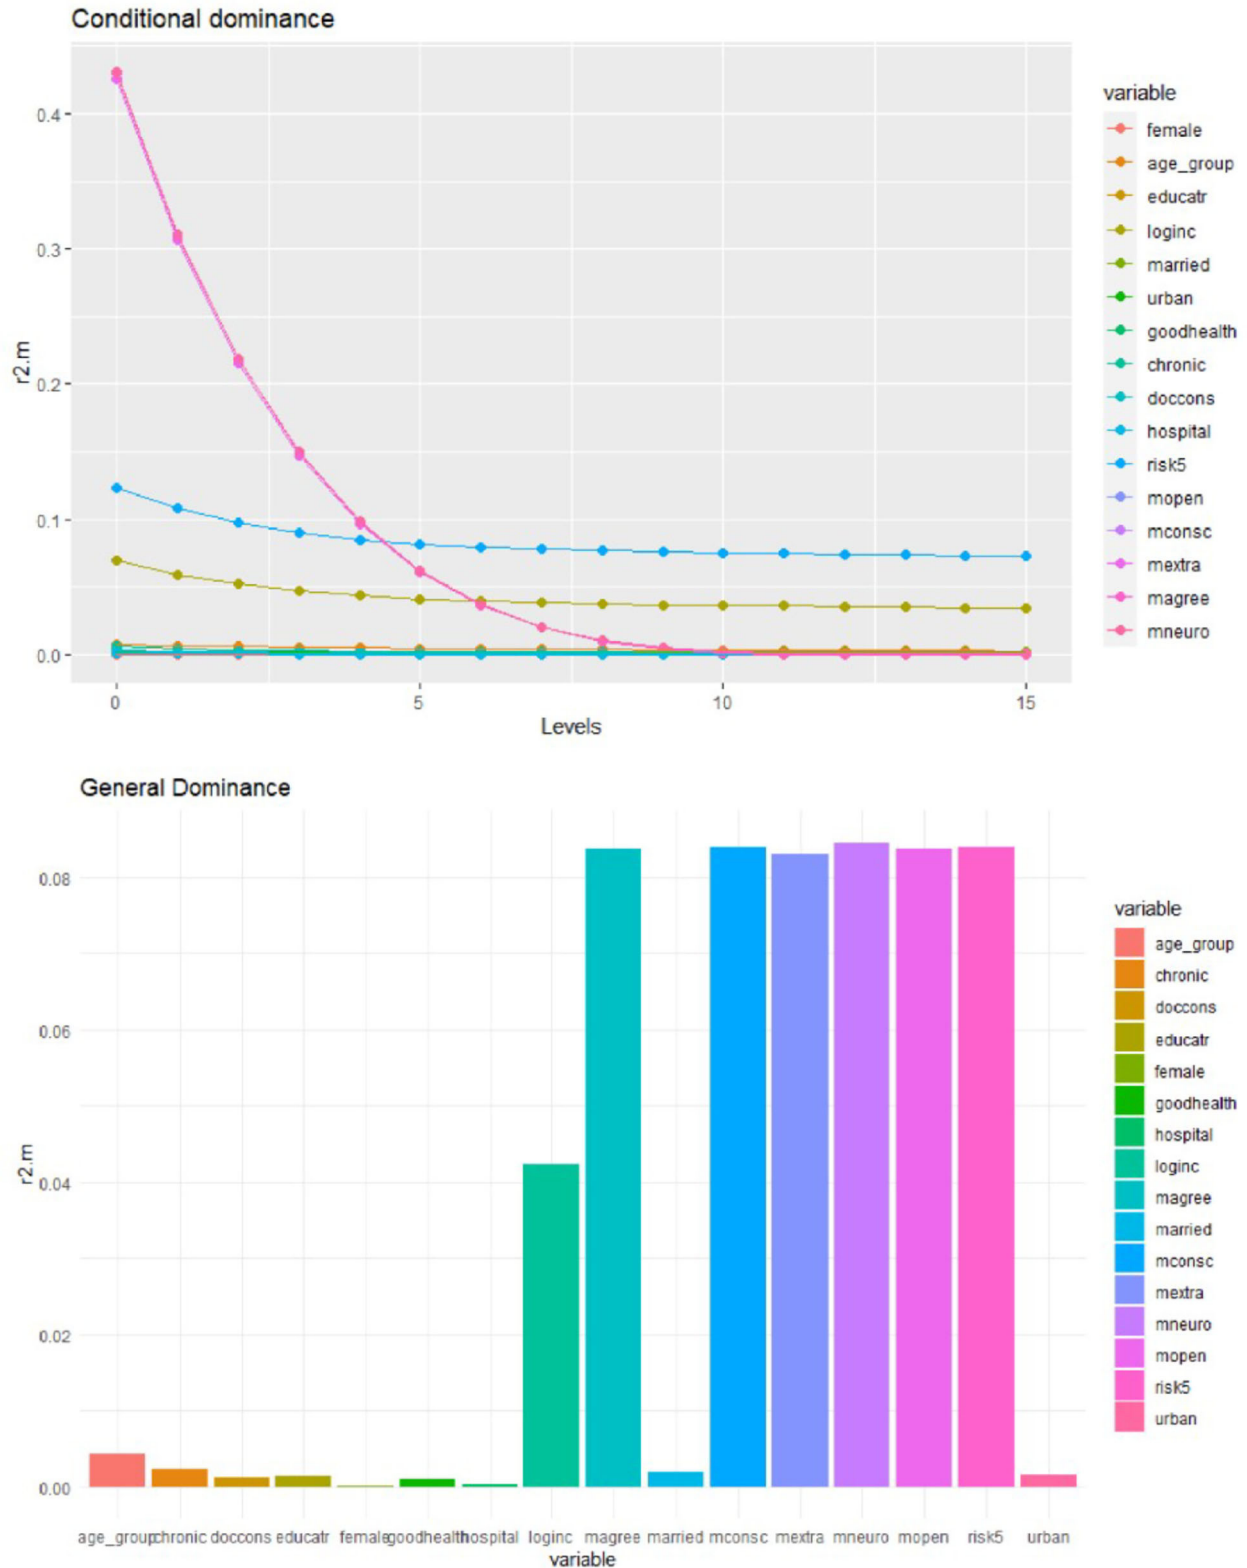 Conditional dominance
0.4
0.3
0.2
0.1
0.0
r2.m
0
5
10
15
Levels
variable
female
age_group
educatr
loginc
married
urban
goodhealth
chronic
doccons
hospital
risk5
mopen
mconsc
mextra
magree
mneuro
General Dominance
0.08
0.06
0.04
0.02
0.00
r2.m
age_group chronic doccons educatr female goodhealth hospital loginc magree married mconsc mextra mneuro mopen risk5 urban
variable
variable
age_group
chronic
doccons
educatr
female
goodhealth
hospital
loginc
magree
married
mconsc
mextra
mneuro
mopen
risk5
urban